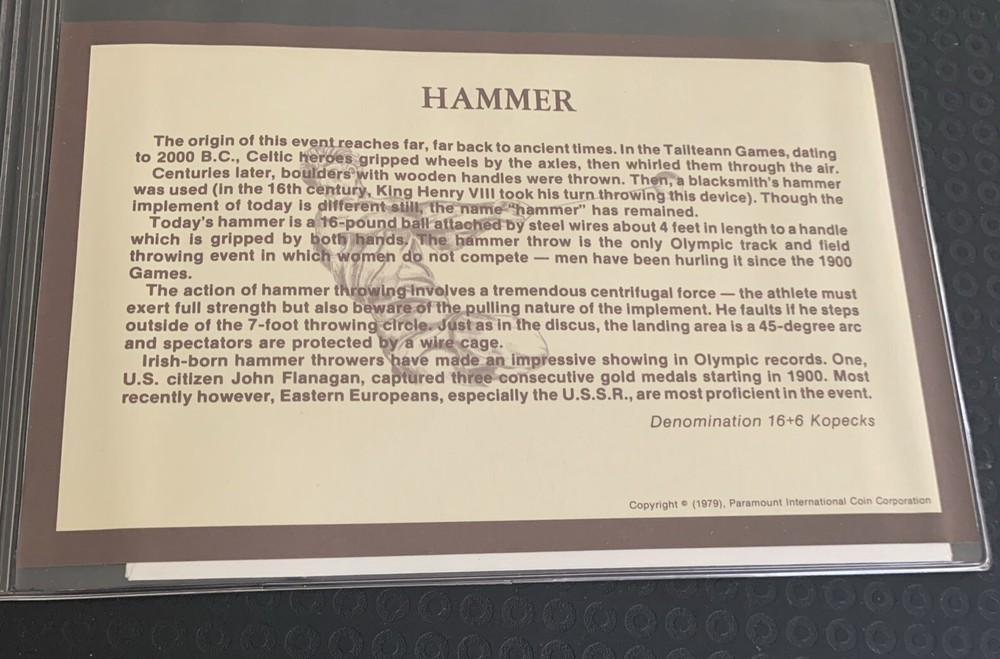 HAMMER
The origin of this event reaches far, far back to ancient times. In the Tailteann Games, dating
to 2000 B.C., Celtic heroes gripped wheels by the axles, then whirled them through the air.
Centuries later, boulders with wooden handles were thrown. Then, a blacksmith's hammer
was used (in the 16th century, King Henry VIII took his turn throwing this device). Though the
implement of today is different still, the name "hammer" has remained.
Today's hammer is a 16-pound ball attached by steel wires about 4 feet in length to a handle
which is gripped by both hands. The hammer throw is the only Olympic track and field
throwing event in which women do not compete — men have been hurling it since the 1900
Games.
The action of hammer throwing involves a tremendous centrifugal force — the athlete must
exert full strength but also beware of the pulling nature of the implement. He faults if he steps
outside of the 7-foot throwing circle. Just as in the discus, the landing area is a 45-degree arc
and spectators are protected by a wire cage.
Irish-born hammer throwers have made an impressive showing in Olympic records. One,
U.S. citizen John Flanagan, captured three consecutive gold medals starting in 1900. Most
recently however, Eastern Europeans, especially the U.S.S.R., are most proficient in the event.
Denomination 16+6 Kopecks
Copyright © (1979), Paramount International Coin Corporation